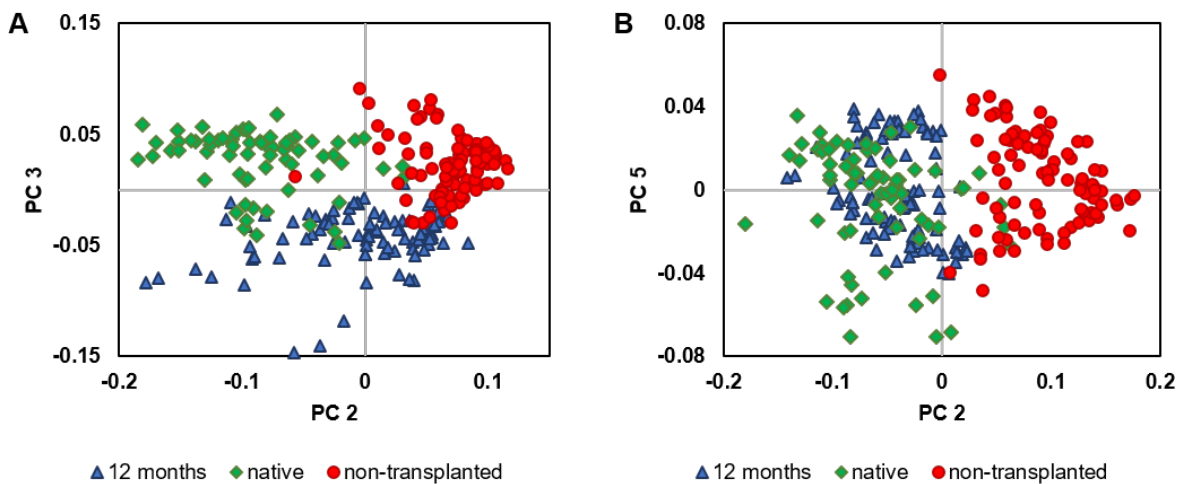 A
0.15
0.05
-0.05
-0.15
PC 3
-0.2
-0.1
0
0.1
PC 2
12 months
native
non-transplanted
B
0.08
0.04
0
-0.04
-0.08
PC 5
-0.2
-0.1
0
0.1
0.2
PC 2
12 months
native
non-transplanted